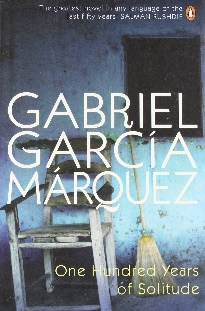 The greatest novel in any language of the
last fifty years SALMAN RUSHDIE
GABRIEL
GARCÍA
MÁRQUEZ
One Hundred Years
of Solitude